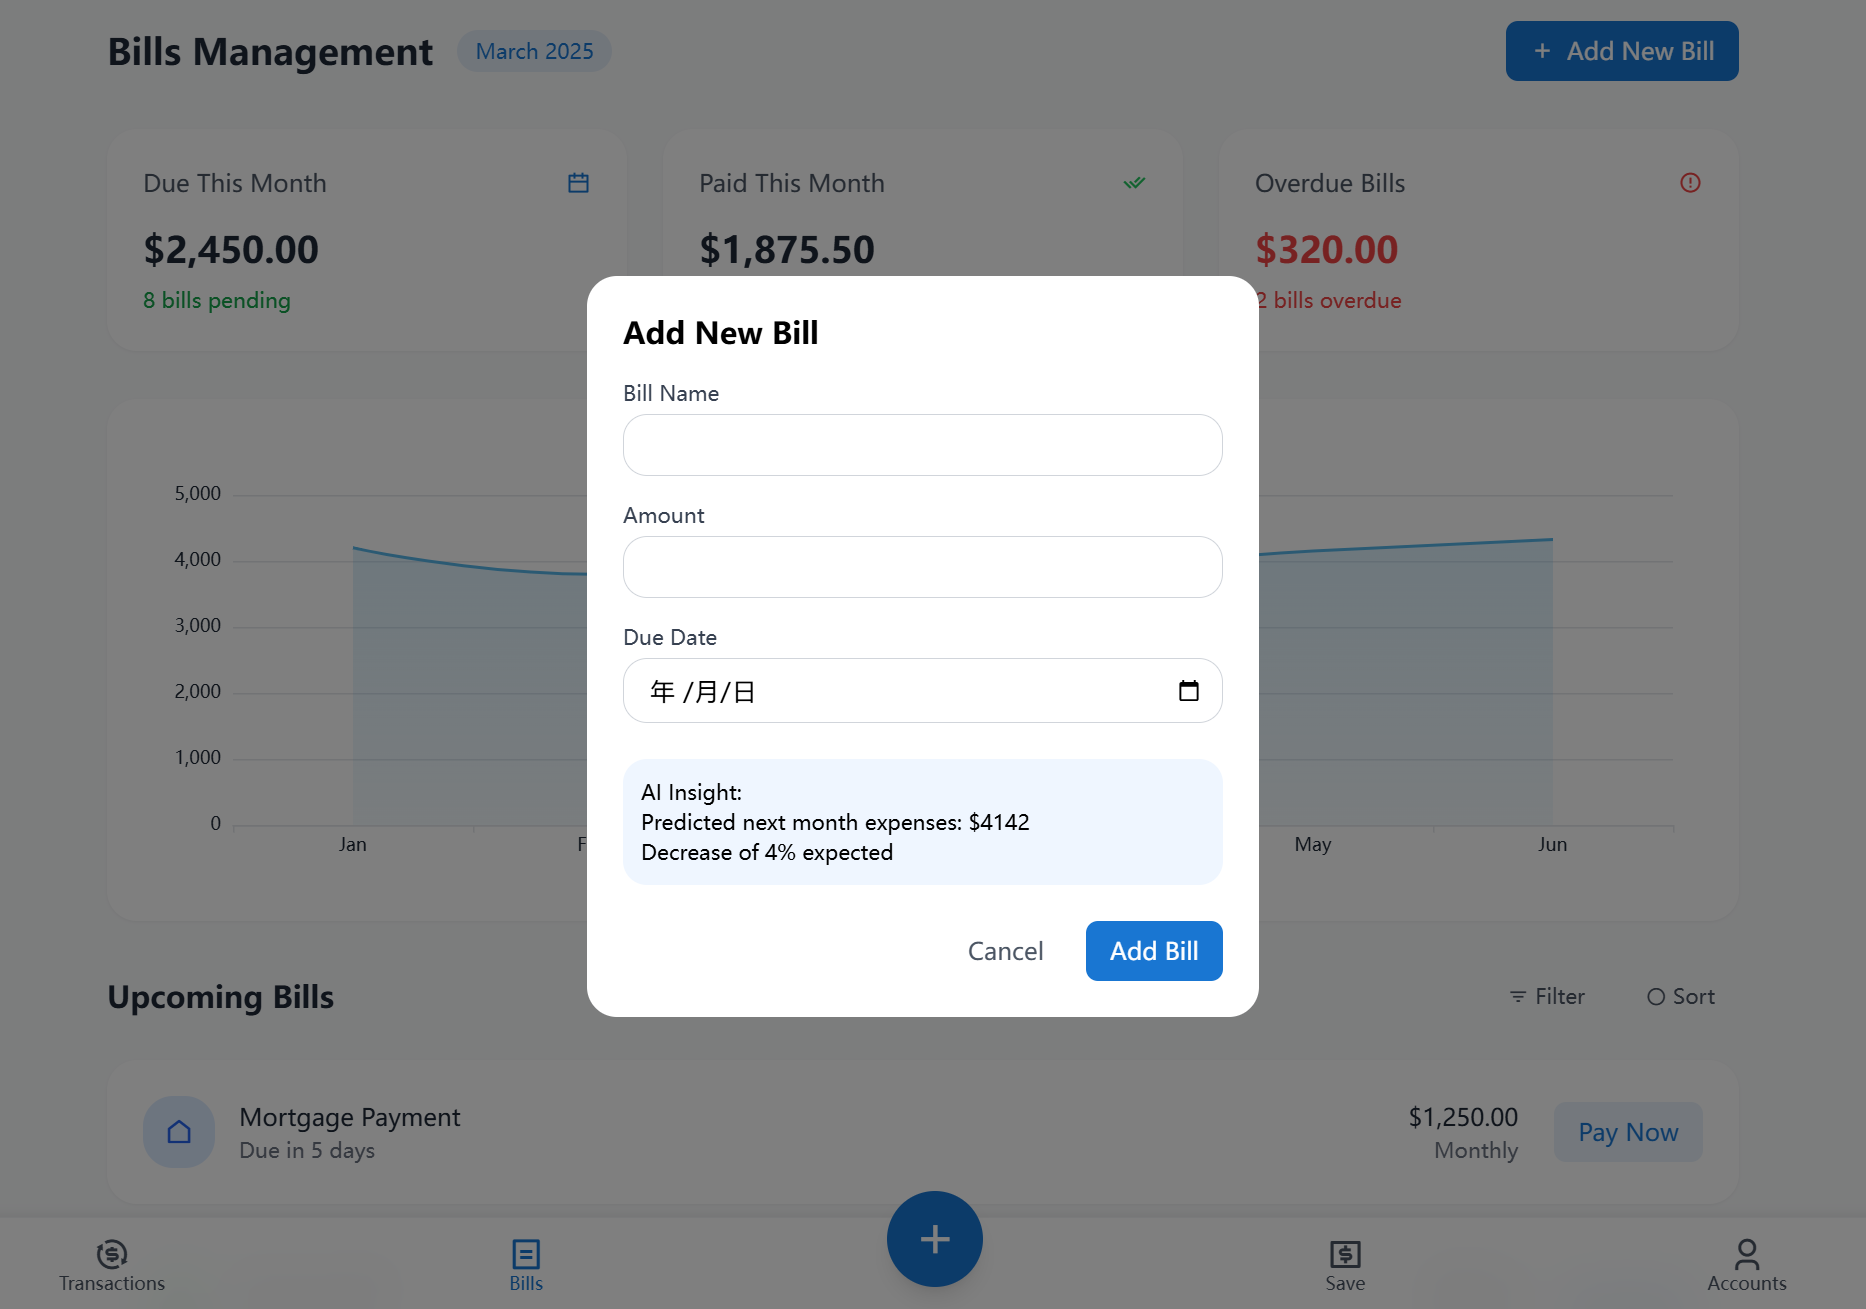 Bills Management
March 2025
+ Add New Bill
Due This Month
$2,450.00
8 bills pending
Paid This Month
$1,875.50
Overdue Bills
$320.00
2 bills overdue
Add New Bill
Bill Name
Amount
Due Date
年 /月/日
AI Insight:
Predicted next month expenses: $4142
Decrease of 4% expected
Cancel
Add Bill
5,000
4,000
3,000
2,000
1,000
0
Jan
F
May
Jun
Upcoming Bills
Filter
Sort
Mortgage Payment
Due in 5 days
$1,250.00
Monthly
Pay Now
Transactions
Bills
+
Save
Accounts